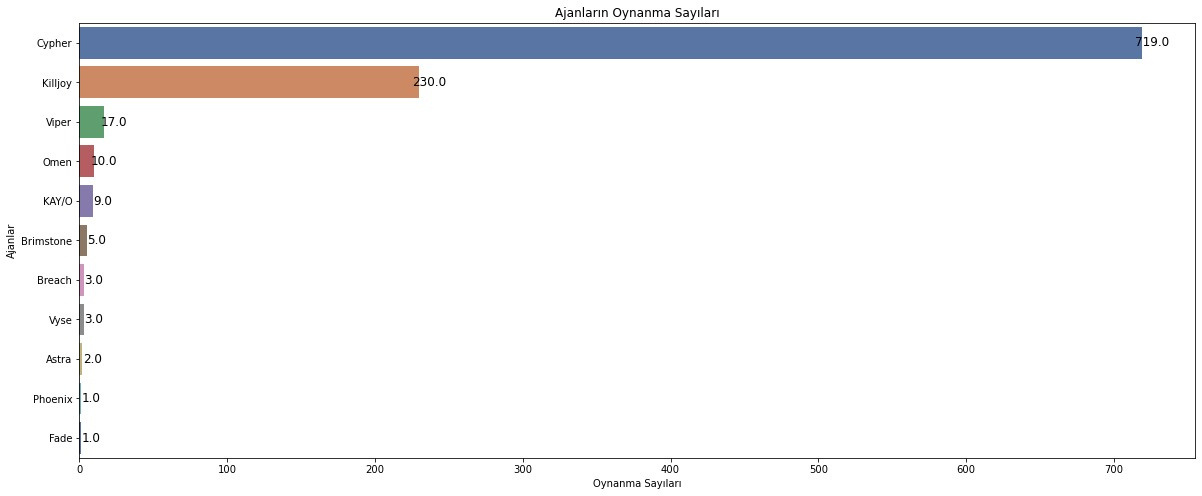 Ajanların Oynanma Sayıları
Cypher 719.0
Killjoy 230.0
Viper 17.0
Omen 10.0
KAY/O 9.0
Brimstone 5.0
Breach 3.0
Vyse 3.0
Astra 2.0
Phoenix 1.0
Fade 1.0
Ajanlar
0 100 200 300 400 500 600 700
Oynanma Sayıları